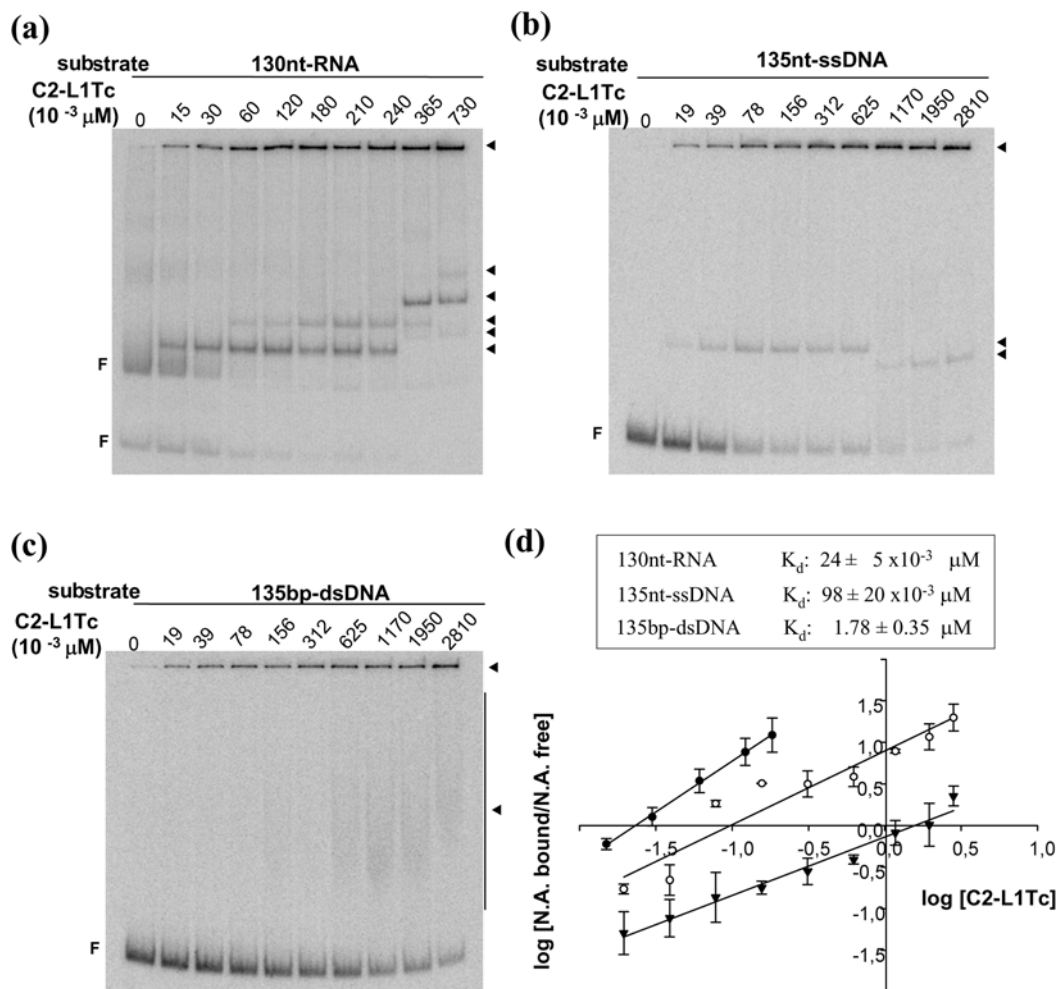 (a)
substrate 130nt-RNA
C2-L1Tc
(10 -3 µM)
0 15 30 60 120 180 210 240 365 730
F
F
(b)
substrate 135nt-ssDNA
C2-L1Tc
(10 -3 µM)
0 19 39 78 156 312 625 1170 1950 2810
F
(c)
substrate 135bp-dsDNA
C2-L1Tc
(10 -3 µM)
0 19 39 78 156 312 625 1170 1950 2810
F
(d)
130nt-RNA Kd: 24 ± 5 x10-3 µM
135nt-ssDNA Kd: 98 ± 20 x10-3 µM
135bp-dsDNA Kd: 1.78 ± 0.35 µM
log [N.A. bound/N.A. free]
1,5
1,0
0,5
0,0
-1,5 -1,0 -0,5 0,0 0,5
-0,5
-1,0
-1,5
log [C2-L1Tc]